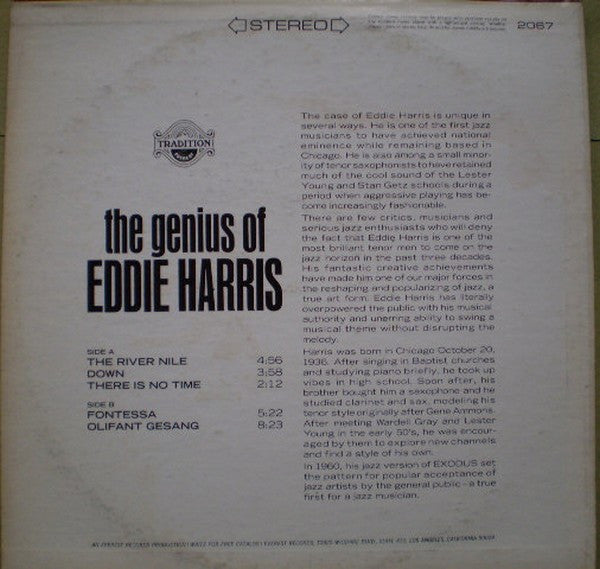 STEREO
2067
TRADITION
the genius of
EDDIE HARRIS
SIDE A
THE RIVER NILE 4:56
DOWN 3:58
THERE IS NO TIME 2:12
SIDE B
FONTESSA 5:22
OLIFANT GESANG 8:23
The case of Eddie Harris is unique in
several ways. He is one of the first jazz
musicians to have achieved national
eminence while remaining based in
Chicago. He is also among a small minor-
ity of tenor saxophonists to have retained
much of the cool sound of the Lester
Young and Stan Getz schools during a
period when aggressive playing has be-
come increasingly fashionable.
There are few critics, musicians and
serious jazz enthusiasts who will deny
the fact that Eddie Harris is one of the
most brilliant tenor men to come on the
jazz horizon in the past three decades.
His fantastic creative achievements
have made him one of our major forces in
the reshaping and popularizing of jazz, a
true art form. Eddie Harris has literally
overpowered the public with his musical
authority and unerring ability to swing a
musical theme without disrupting the
melody.
Harris was born in Chicago October 20,
1936. After singing in Baptist churches
and studying piano briefly, he took up
vibes in high school. Soon after, his
brother bought him a saxophone and he
studied clarinet and sax, modeling his
tenor style originally after Gene Ammons.
After meeting Wardell Gray and Lester
Young in the early 50's, he was encour-
aged by them to explore new channels
and find a style of his own.
In 1960, his jazz version of EXODUS set
the pattern for popular acceptance of
jazz artists by the general public—a true
first for a jazz musician.
AN EVEREST RECORDS PRODUCTION